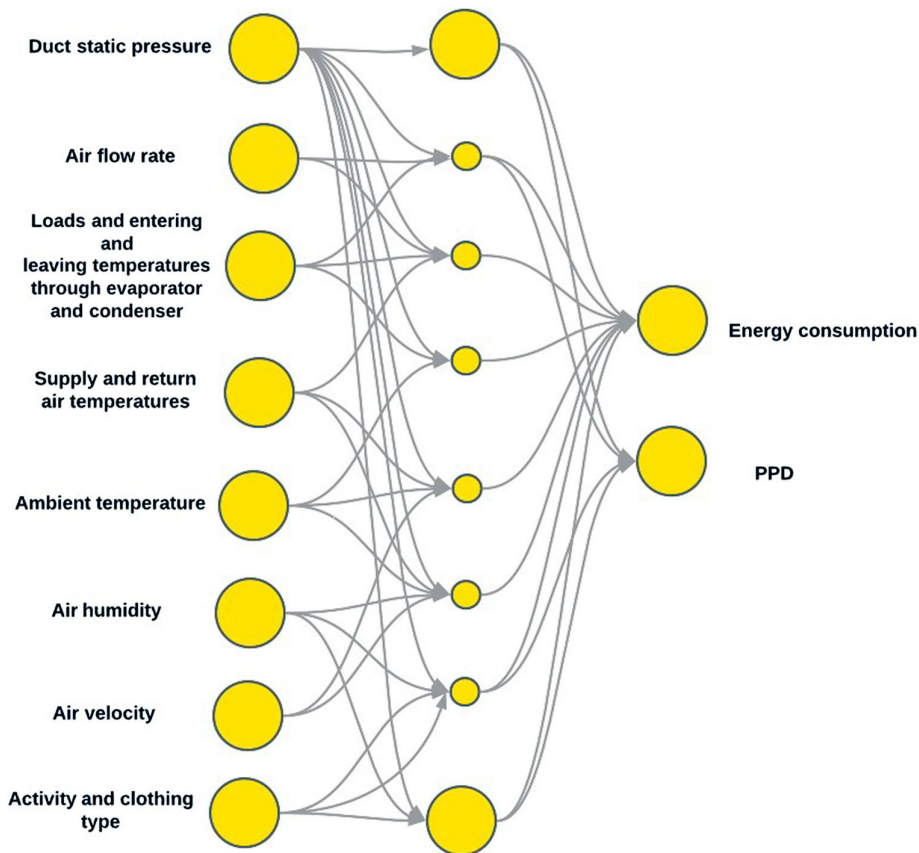 Duct static pressure
Air flow rate
Loads and entering
and
leaving temperatures
through evaporator
and condenser
Supply and return
air temperatures
Ambient temperature
Air humidity
Air velocity
Activity and clothing
type
Energy consumption
PPD